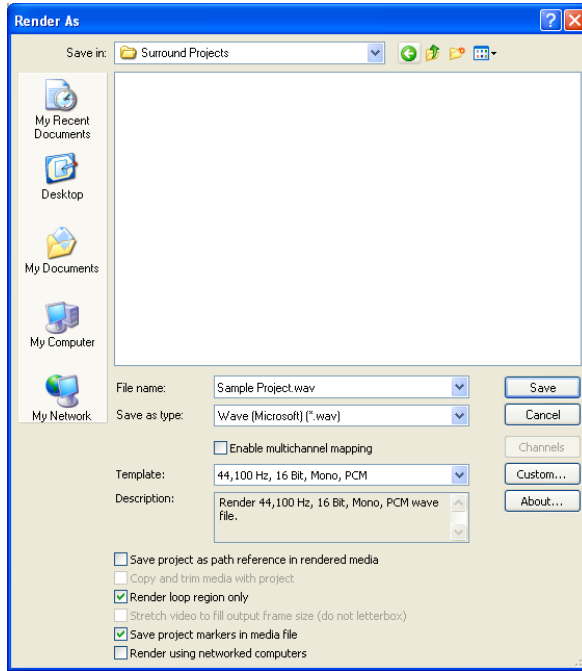 Render As
Save in: Surround Projects
My Recent
Documents
Desktop
My Documents
My Computer
My Network
File name: Sample Project.wav Save
Save as type: Wave (Microsoft) (*.wav) Cancel
Enable multichannel mapping Channels
Template: 44,100 Hz, 16 Bit, Mono, PCM Custom...
Description: Render 44,100 Hz, 16 Bit, Mono, PCM wave About...
file.
Save project as path reference in rendered media
Copy and trim media with project
Render loop region only
Stretch video to fill output frame size (do not letterbox)
Save project markers in media file
Render using networked computers